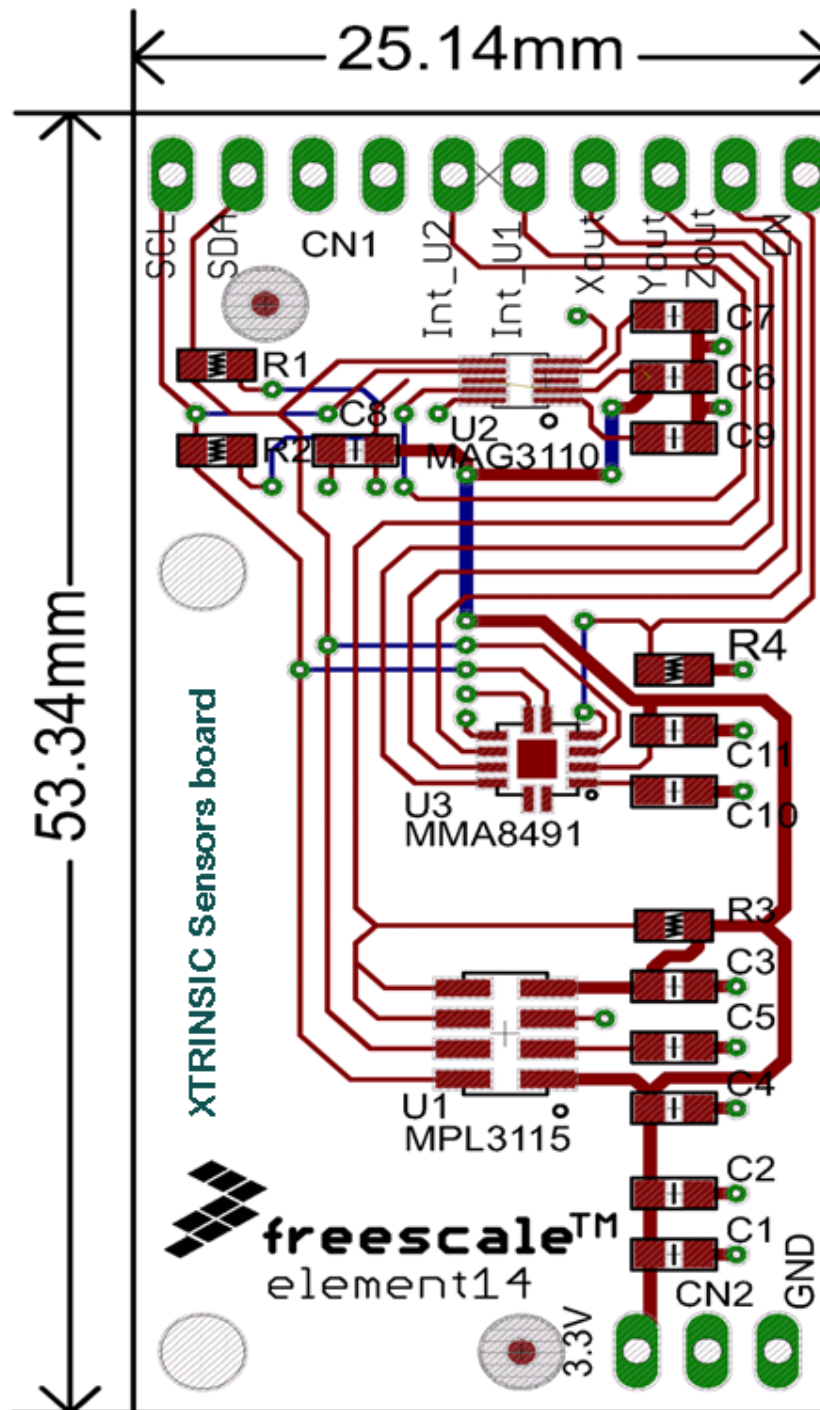 25.14mm
SCL
SDA
CN1
Int_U2
Int_U1
Xout
Yout
Zout
EN
C7
R1
C6
C8
U2
C9
R2
MAG3110
53.34mm
R4
C11
U3
C10
MMA8491
XTRINSIC Sensors board
R3
C3
C5
C4
U1
MPL3115
C2
freescale™
C1
element14
CN2
GND
3.3V